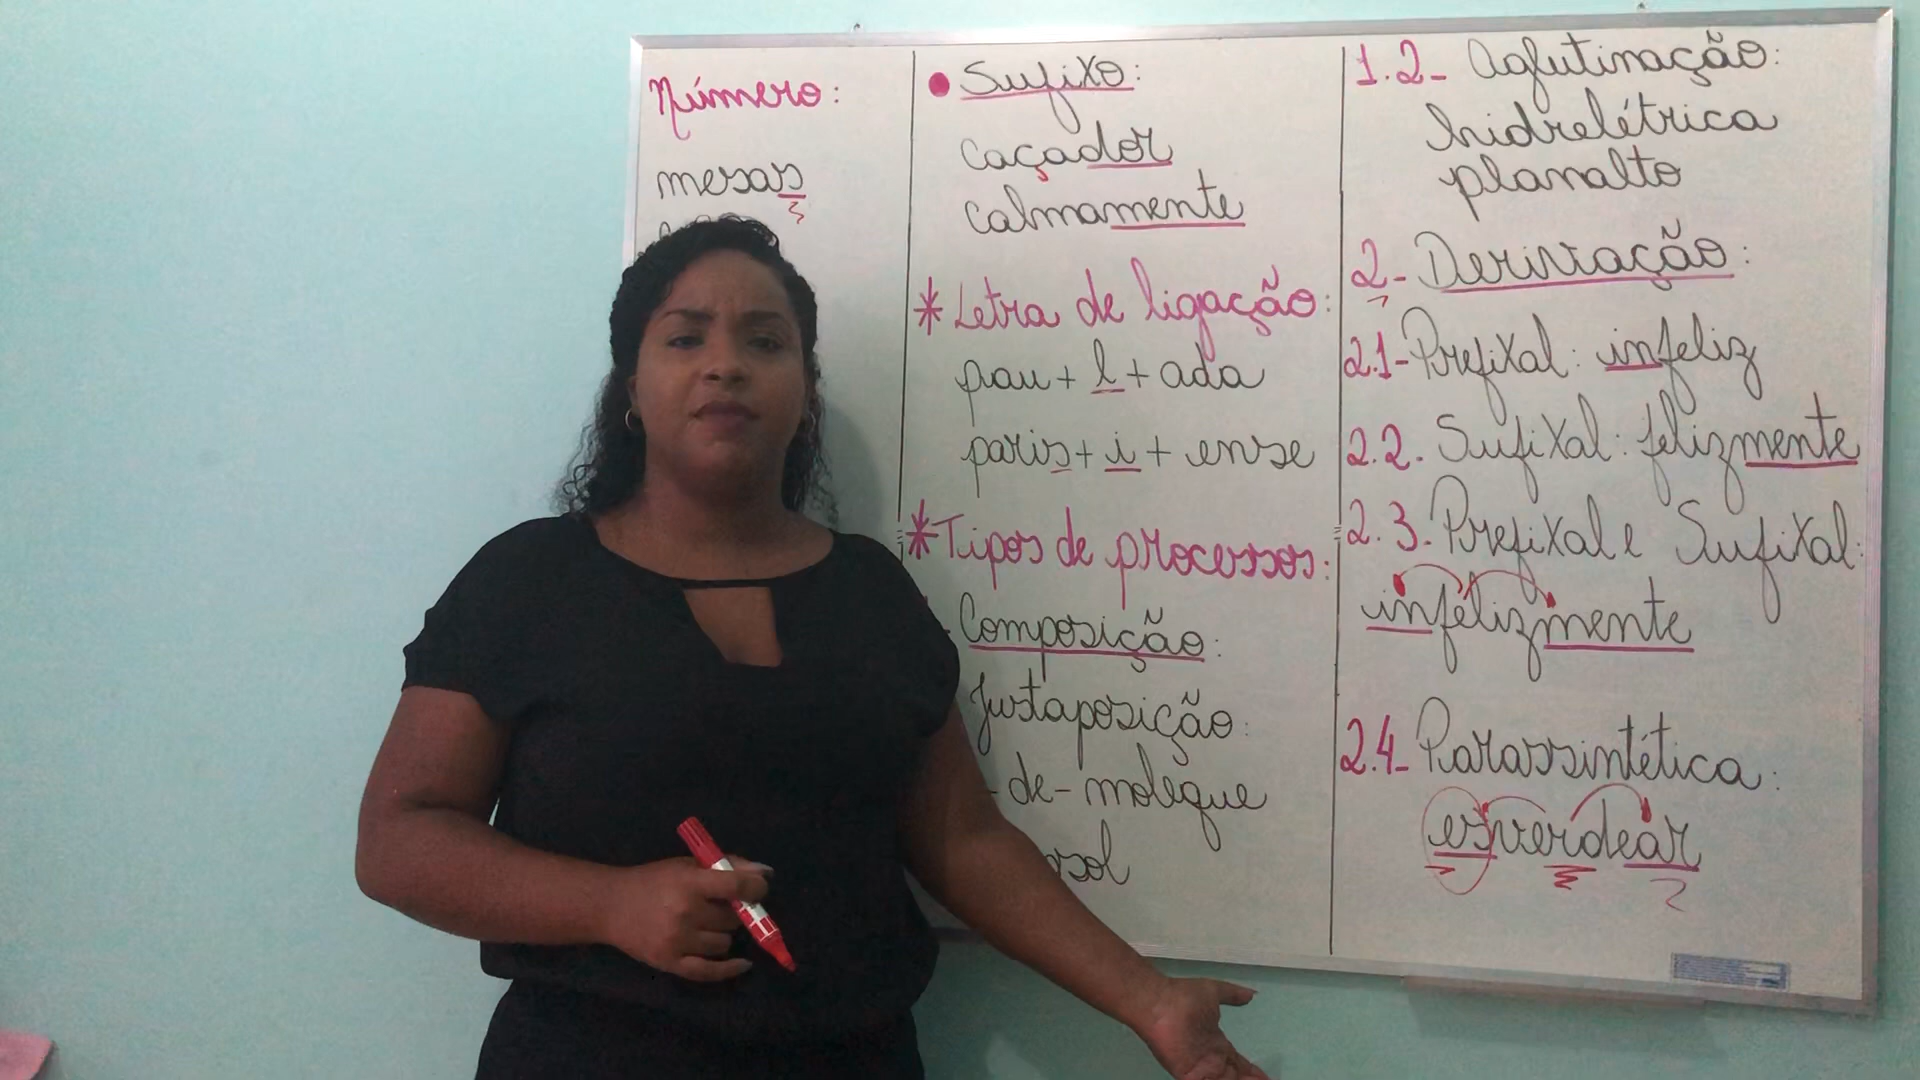 Número:
mesas
• Sufixo:
caçador
calmamente
* Letra de ligação:
pau + l + ada
paris + i + ense
* Tipos de processos:
Composição:
Justaposição:
- de - moleque
sol
1.2- Aglutinação:
hidrelétrica
planalto
2- Derivação:
2.1- Prefixal: infeliz
2.2. Sufixal: felizmente
2.3. Prefixal e Sufixal:
infelizmente
2.4- Parassintética:
esverdear